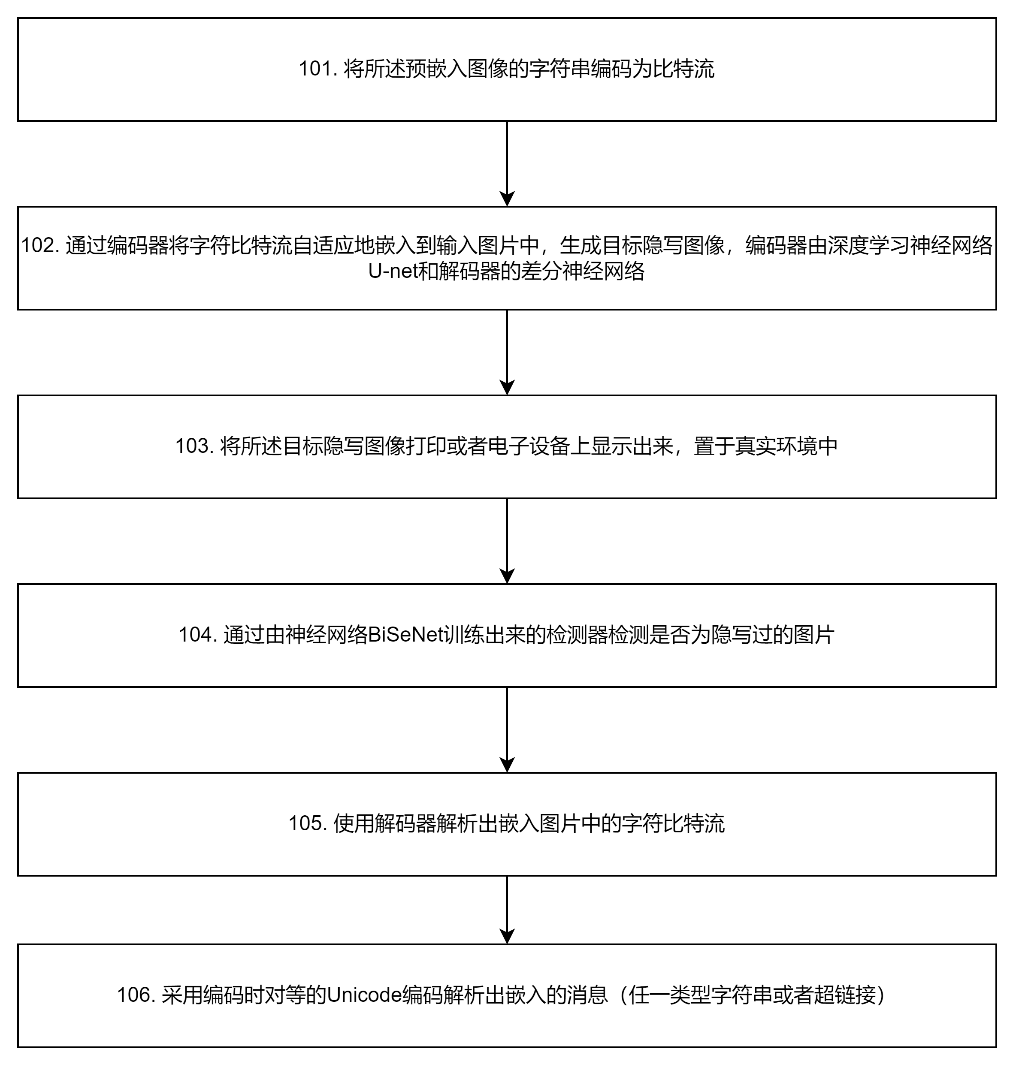 101. 将所述预嵌入图像的字符串编码为比特流
102. 通过编码器将字符比特流自适应地嵌入到输入图片中，生成目标隐写图像，编码器由深度学习神经网络
U-net和解码器的差分神经网络
103. 将所述目标隐写图像打印或者电子设备上显示出来，置于真实环境中
104. 通过由神经网络BiSeNet训练出来的检测器检测是否为隐写过的图片
105. 使用解码器解析出嵌入图片中的字符比特流
106. 采用编码时对等的Unicode编码解析出嵌入的消息（任一类型字符串或者超链接）